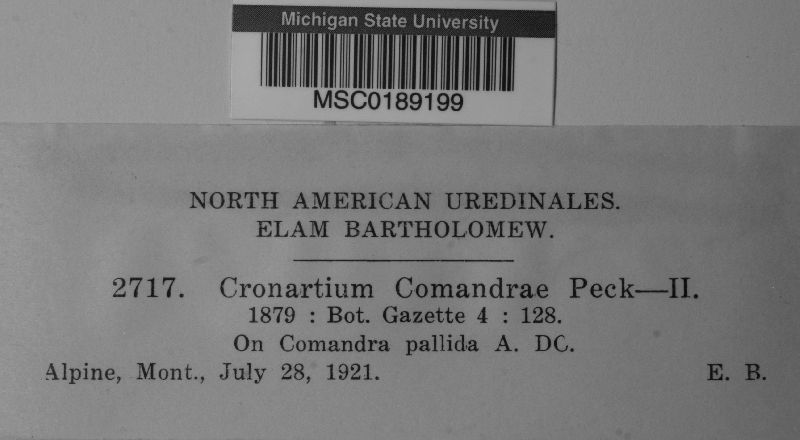 Michigan State University
MSC0189199
NORTH AMERICAN UREDINALES.
ELAM BARTHOLOMEW.
2717. Cronartium Comandrae Peck—II.
1879 : Bot. Gazette 4 : 128.
On Comandra pallida A. DC.
Alpine, Mont., July 28, 1921. E. B.